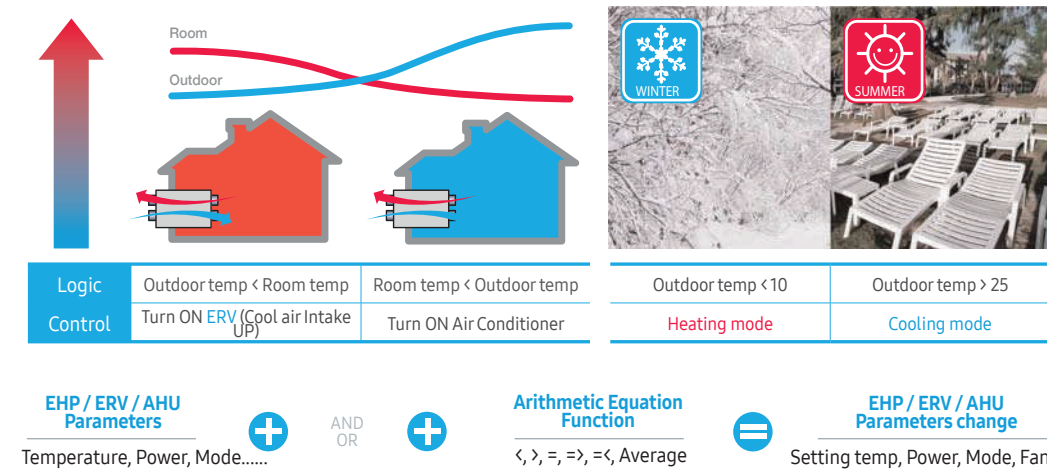 Room
Outdoor
WINTER
SUMMER
Logic
Outdoor temp < Room temp
Room temp < Outdoor temp
Outdoor temp < 10
Outdoor temp > 25
Control
Turn ON ERV (Cool air Intake
UP)
Turn ON Air Conditioner
Heating mode
Cooling mode
EHP / ERV / AHU
Parameters
Temperature, Power, Mode......
AND
OR
Arithmetic Equation
Function
<, >, =, =>, =<, Average
EHP / ERV / AHU
Parameters change
Setting temp, Power, Mode, Fan